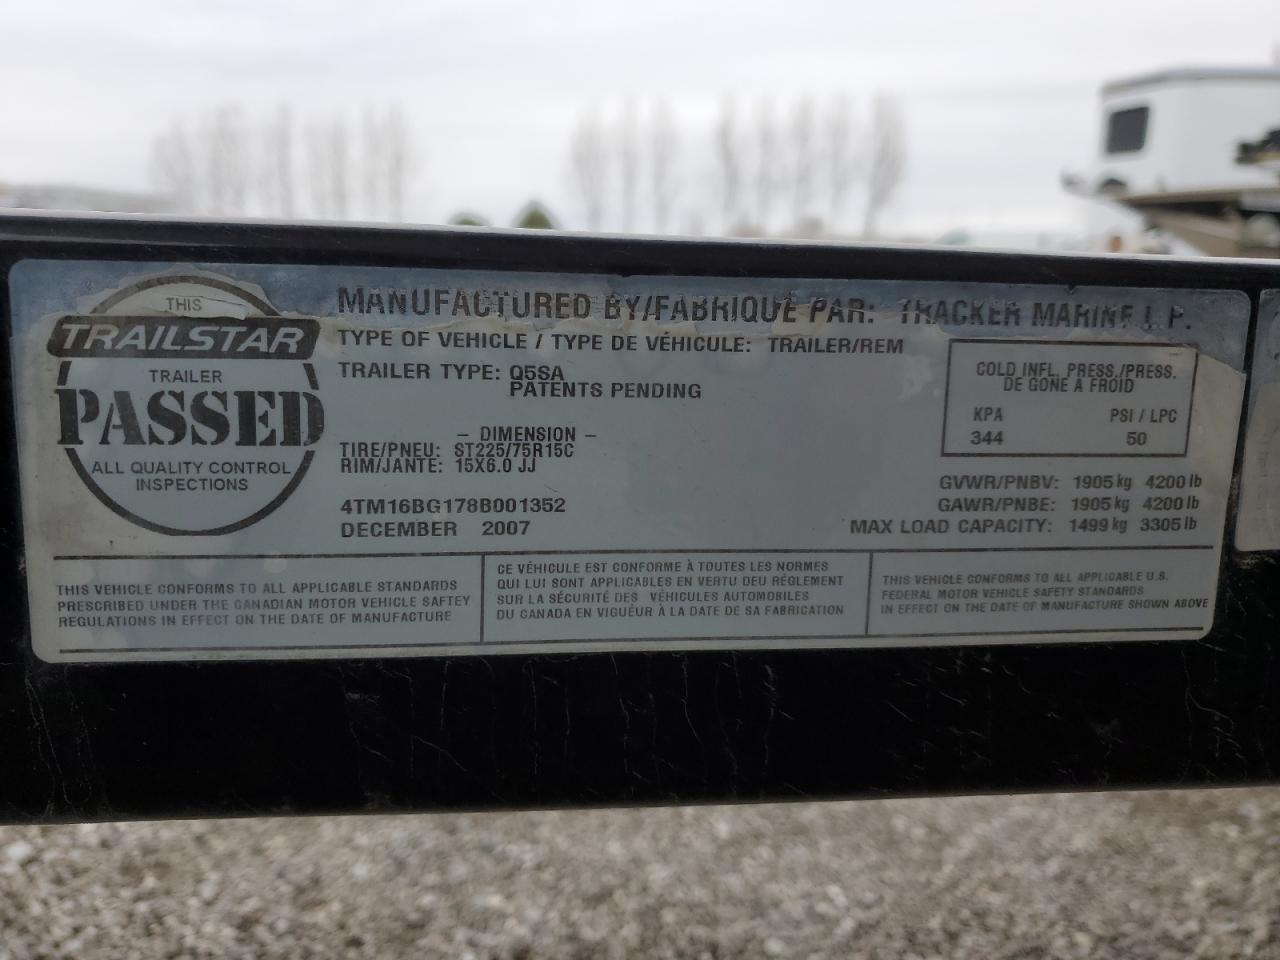 THIS
TRAILSTAR
TRAILER
PASSED
ALL QUALITY CONTROL
INSPECTIONS
MANUFACTURED BY/FABRIQUE PAR: TRACKER MARINE L.P.
TYPE OF VEHICLE / TYPE DE VÉHICULE: TRAILER/REM
TRAILER TYPE: Q5SA
PATENTS PENDING
– DIMENSION –
TIRE/PNEU: ST225/75R15C
RIM/JANTE: 15X6.0 JJ
4TM16BG178B001352
DECEMBER 2007
COLD INFL. PRESS./PRESS.
DE GONE A FROID
KPA PSI / LPC
344 50
GVWR/PNBV: 1905 kg 4200 lb
GAWR/PNBE: 1905 kg 4200 lb
MAX LOAD CAPACITY: 1499 kg 3305 lb
THIS VEHICLE CONFORMS TO ALL APPLICABLE STANDARDS
PRESCRIBED UNDER THE CANADIAN MOTOR VEHICLE SAFTEY
REGULATIONS IN EFFECT ON THE DATE OF MANUFACTURE
CE VÉHICULE EST CONFORME À TOUTES LES NORMES
QUI LUI SONT APPLICABLES EN VERTU DEU RÉGLEMENT
SUR LA SÉCURITÉ DES VÉHICULES AUTOMOBILES
DU CANADA EN VIGUEÛR À LA DATE DE SA FABRICATION
THIS VEHICLE CONFORMS TO ALL APPLICABLE U.S.
FEDERAL MOTOR VEHICLE SAFETY STANDARDS
IN EFFECT ON THE DATE OF MANUFACTURE SHOWN ABOVE